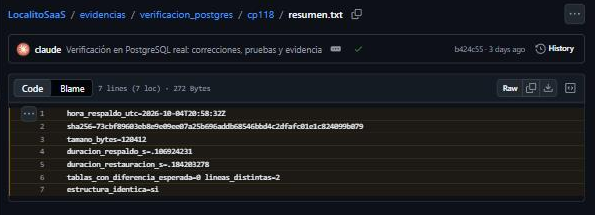 LocalitoSaaS / evidencias / verificacion_postgres / cp118 / resumen.txt
claude Verificación en PostgreSQL real: correcciones, pruebas y evidencia b424c55 · 3 days ago History
Code Blame 7 lines (7 loc) · 272 Bytes Raw
1 hora_respaldo_utc=2026-10-04T20:58:32Z
2 sha256=73cbf89603eb8e9e09ee07a25b696addb68546bbd4c2dfafc01e1c824099b079
3 tamano_bytes=120412
4 duracion_respaldo_s=.106924231
5 duracion_restauracion_s=.184203278
6 tablas_con_diferencia_esperada=0 lineas_distintas=2
7 estructura_identica=si